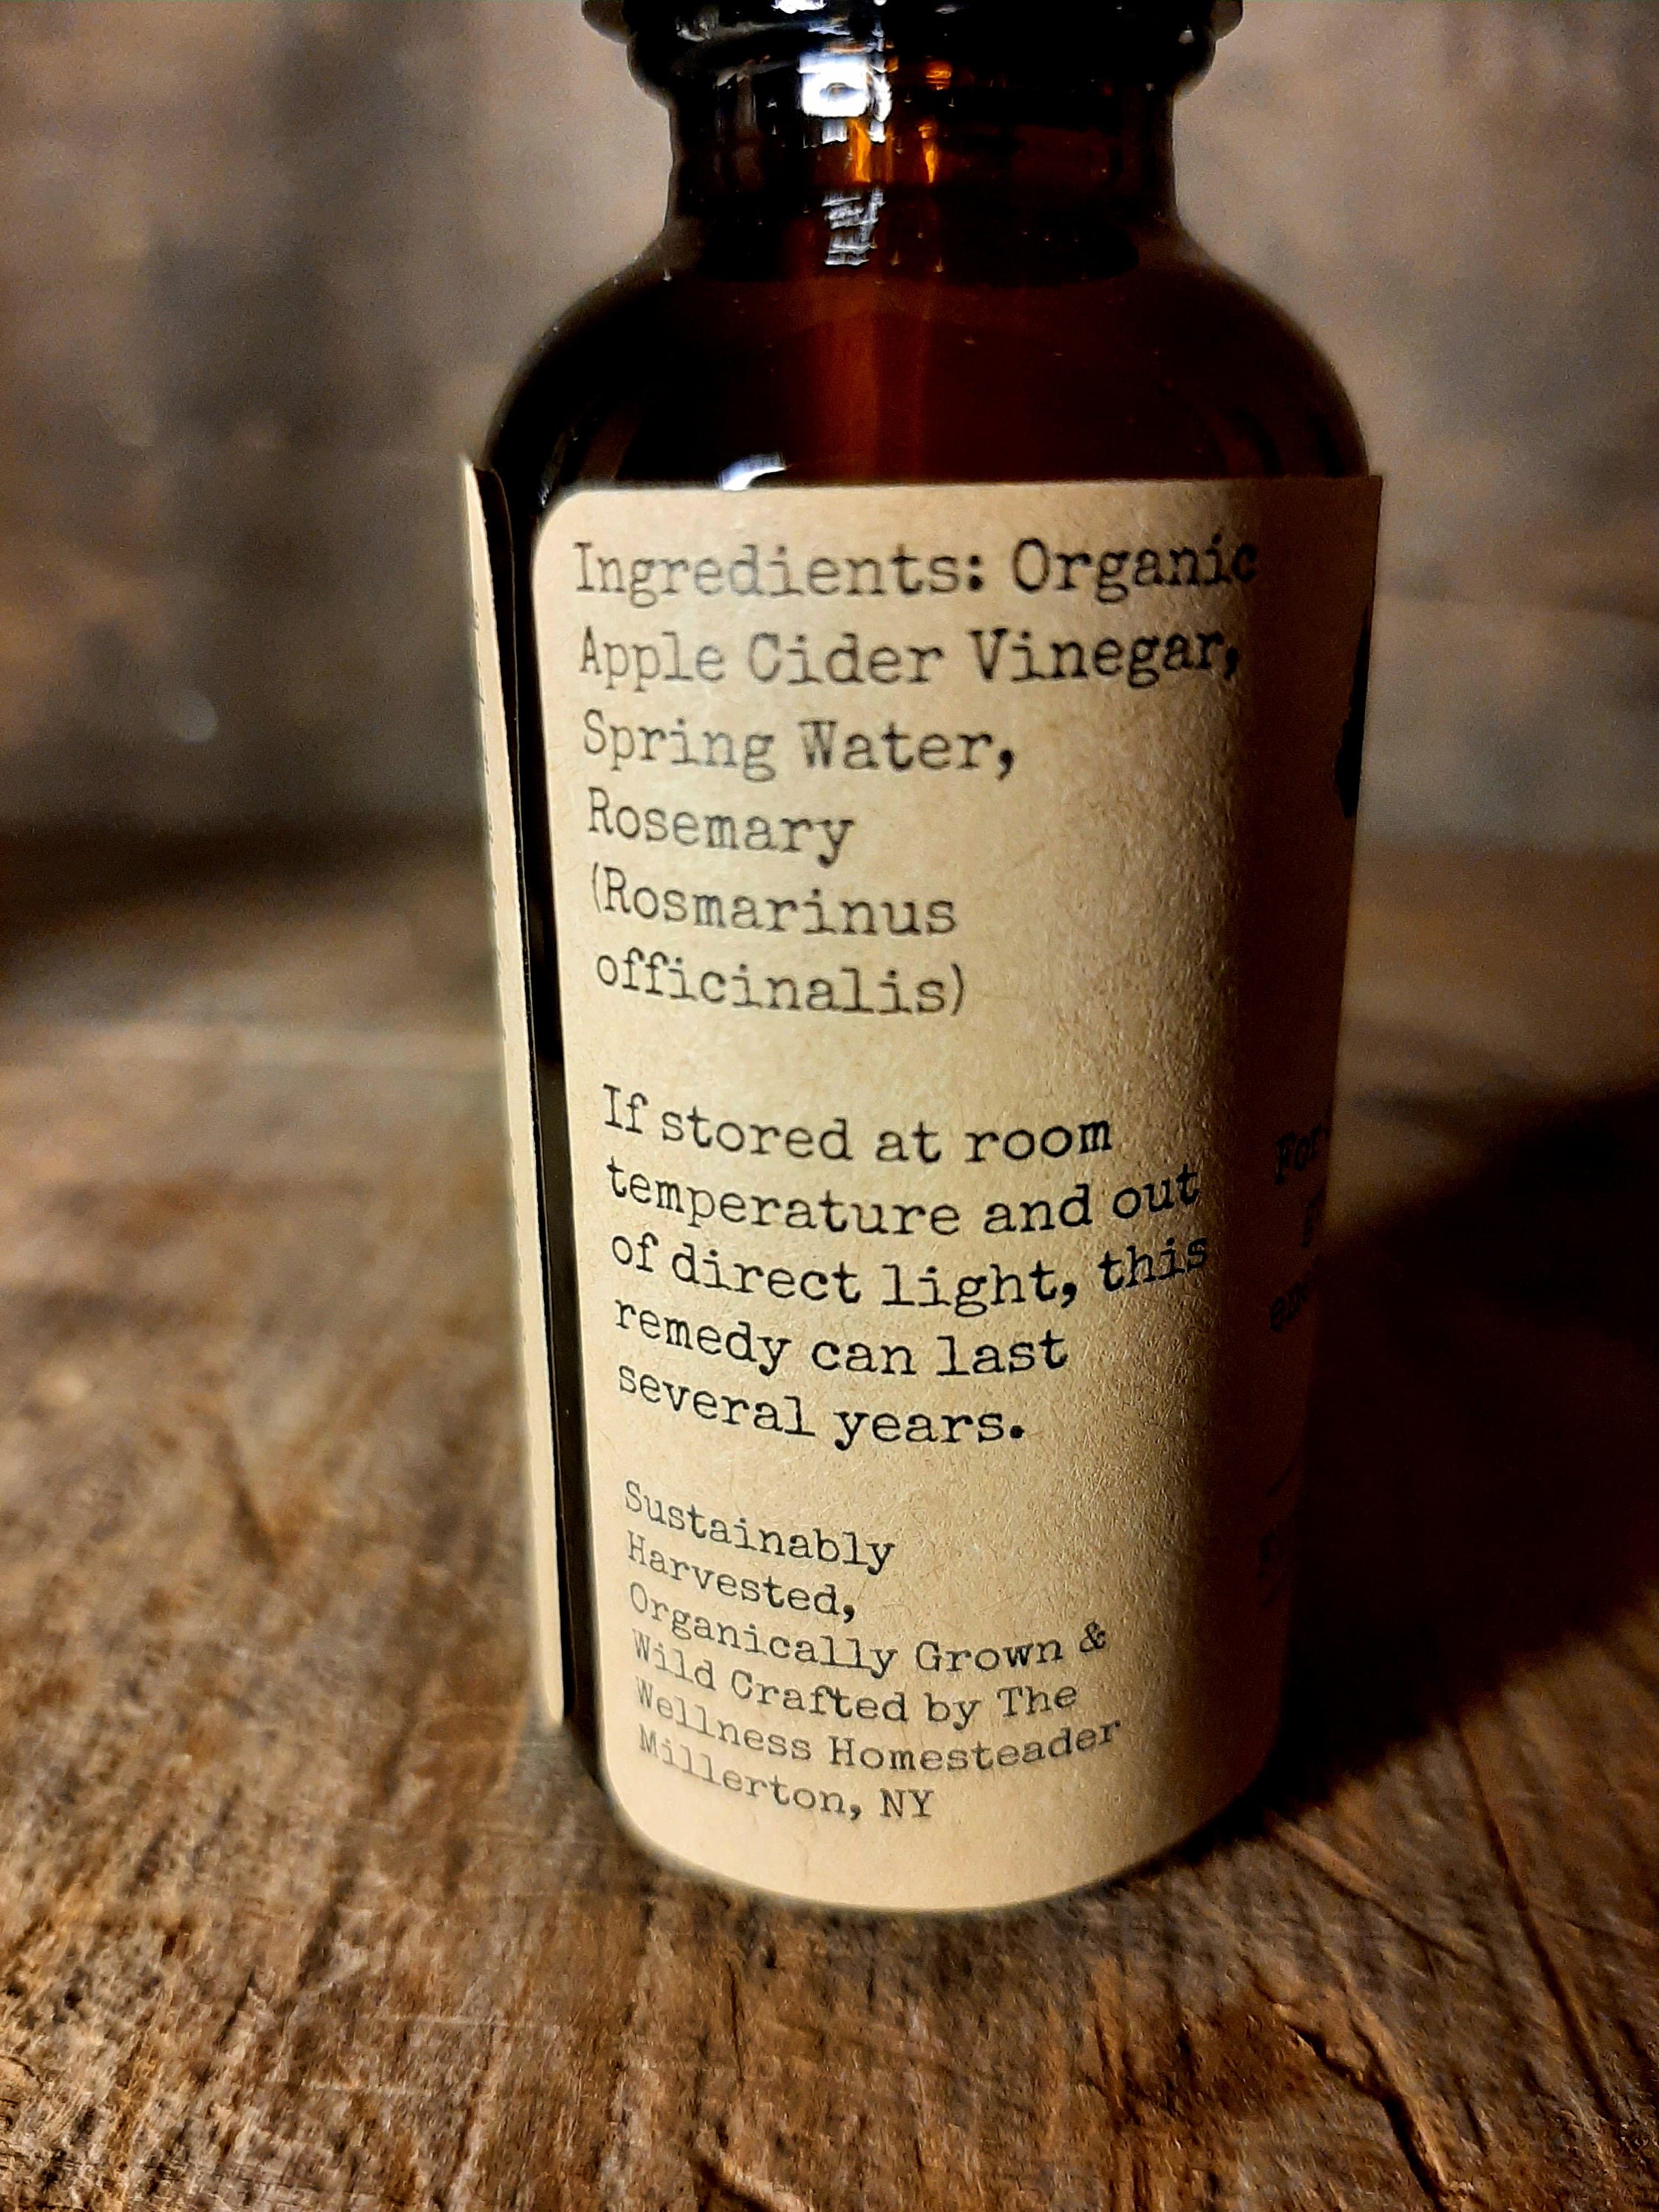 Ingredients: Organic
Apple Cider Vinegar,
Spring Water,
Rosemary
(Rosmarinus
officinalis)
If stored at room
temperature and out
of direct light, this
remedy can last
several years.
Sustainably
Harvested,
Organically Grown &
Wild Crafted by The
Wellness Homesteader
Millerton, NY